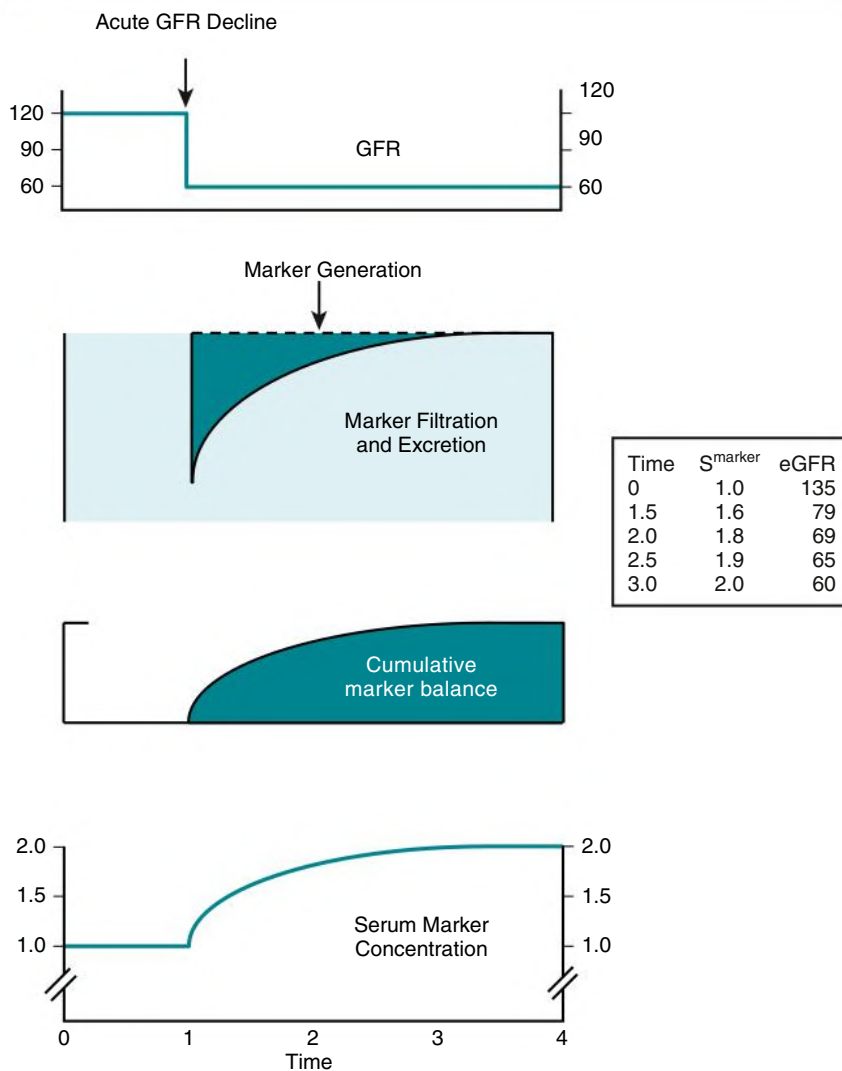 Acute GFR Decline
120
90
60
GFR
120
90
60
Marker Generation
Marker Filtration
and Excretion
Time S^marker eGFR
0 1.0 135
1.5 1.6 79
2.0 1.8 69
2.5 1.9 65
3.0 2.0 60
Cumulative
marker balance
2.0
1.5
1.0
Serum Marker
Concentration
2.0
1.5
1.0
0 1 2 3 4
Time